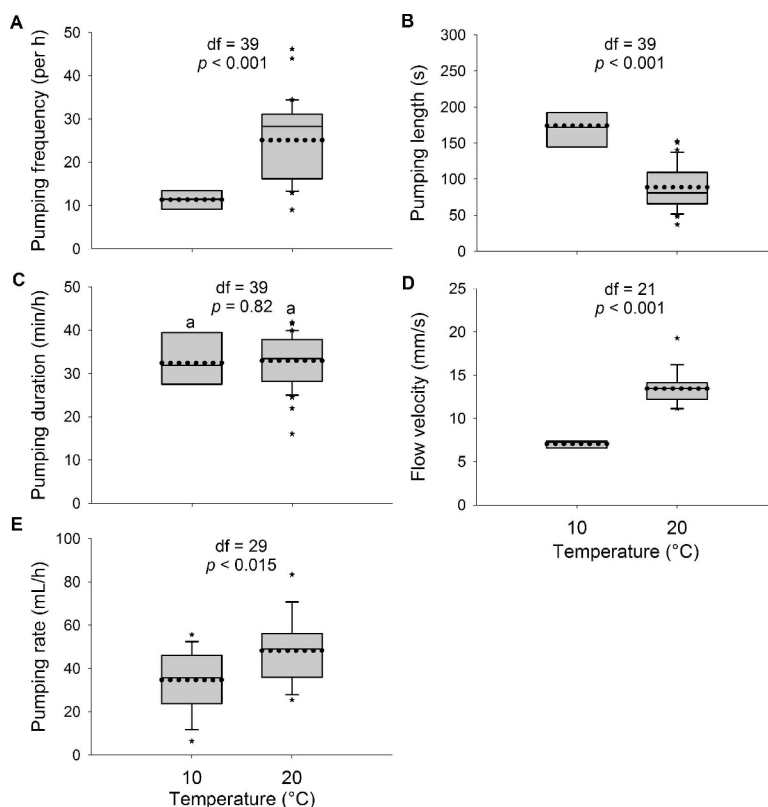 A
df = 39
p < 0.001
Pumping frequency (per h)
50
40
30
20
10
0
B
df = 39
p < 0.001
Pumping length (s)
300
250
200
150
100
50
0
C
df = 39
p = 0.82
a
a
Pumping duration (min/h)
50
40
30
20
10
0
D
df = 21
p < 0.001
Flow velocity (mm/s)
25
20
15
10
5
0
10
20
Temperature (°C)
E
df = 29
p < 0.015
Pumping rate (mL/h)
100
80
60
40
20
0
10
20
Temperature (°C)